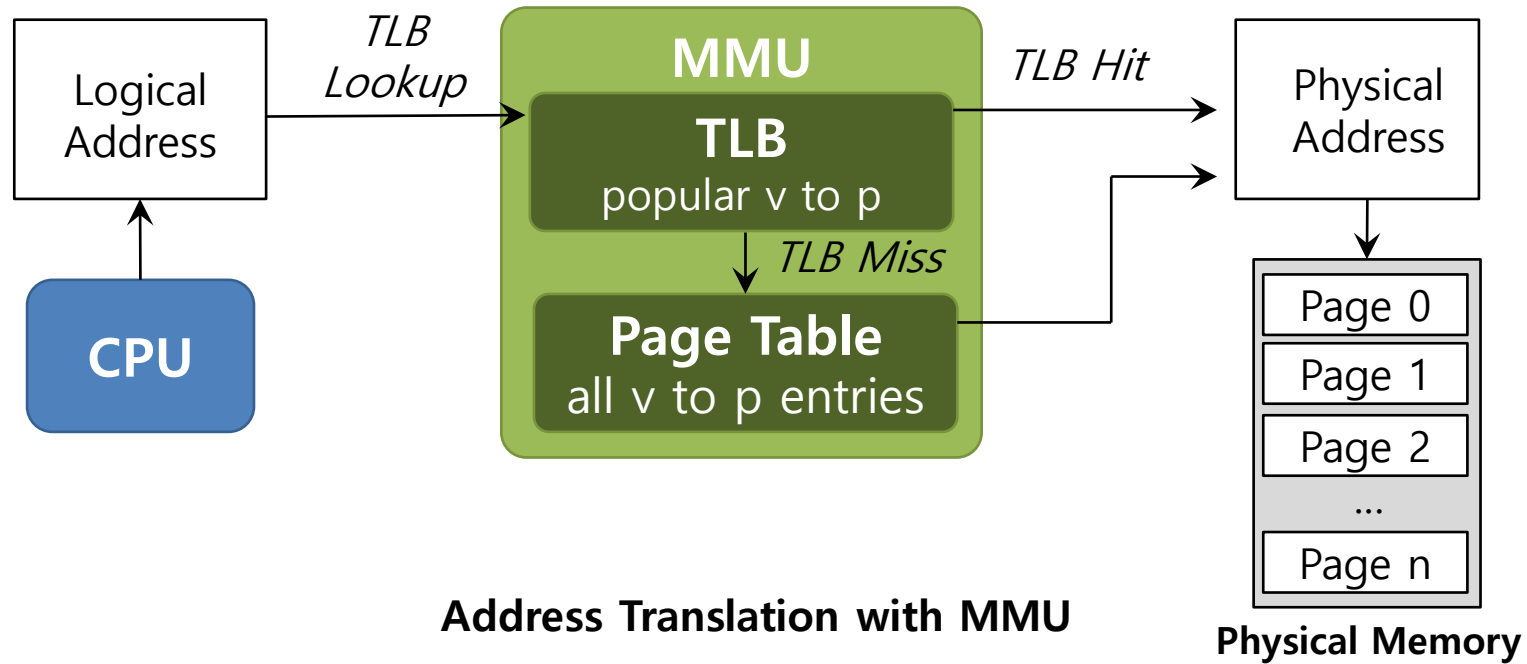 Logical
Address
TLB
Lookup
MMU
TLB
popular v to p
TLB Miss
Page Table
all v to p entries
TLB Hit
Physical
Address
CPU
Page 0
Page 1
Page 2
...
Page n
Address Translation with MMU
Physical Memory